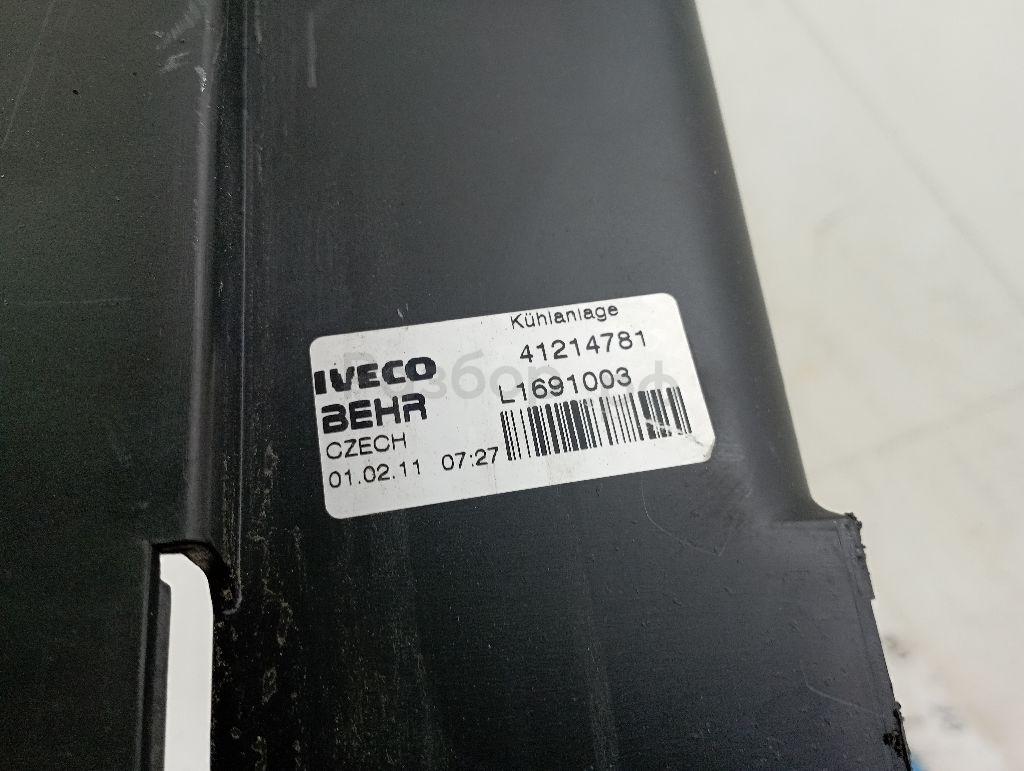 Kühlanlage
IVECO 41214781
BEHR L1691003
CZECH
01.02.11 07:27